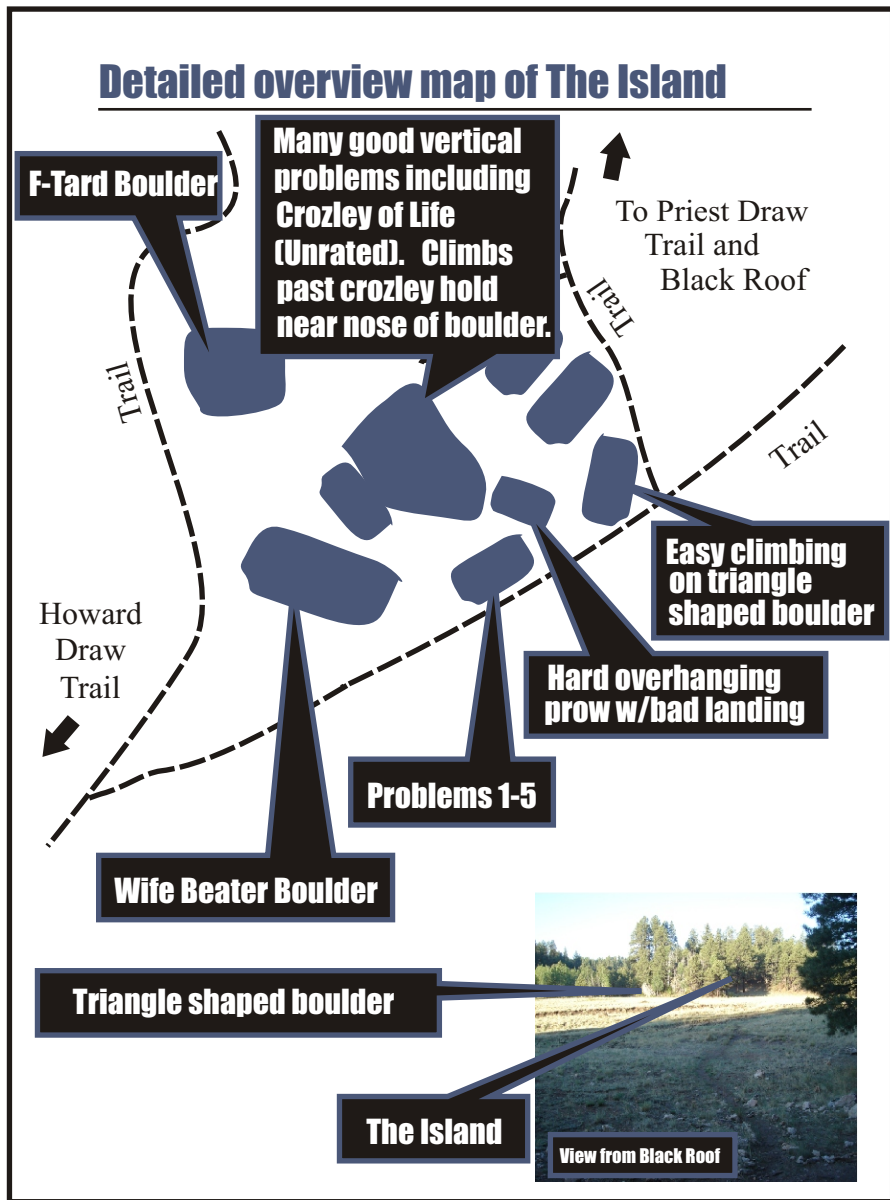 Detailed overview map of The Island
F-Tard Boulder
Many good vertical
problems including
Crozley of Life
(Unrated). Climbs
past crozley hold
near nose of boulder.
To Priest Draw
Trail and
Black Roof
Trail
Trail
Trail
Easy climbing
on triangle
shaped boulder
Howard
Draw
Trail
Hard overhanging
prow w/bad landing
Problems 1-5
Wife Beater Boulder
Triangle shaped boulder
The Island
View from Black Roof